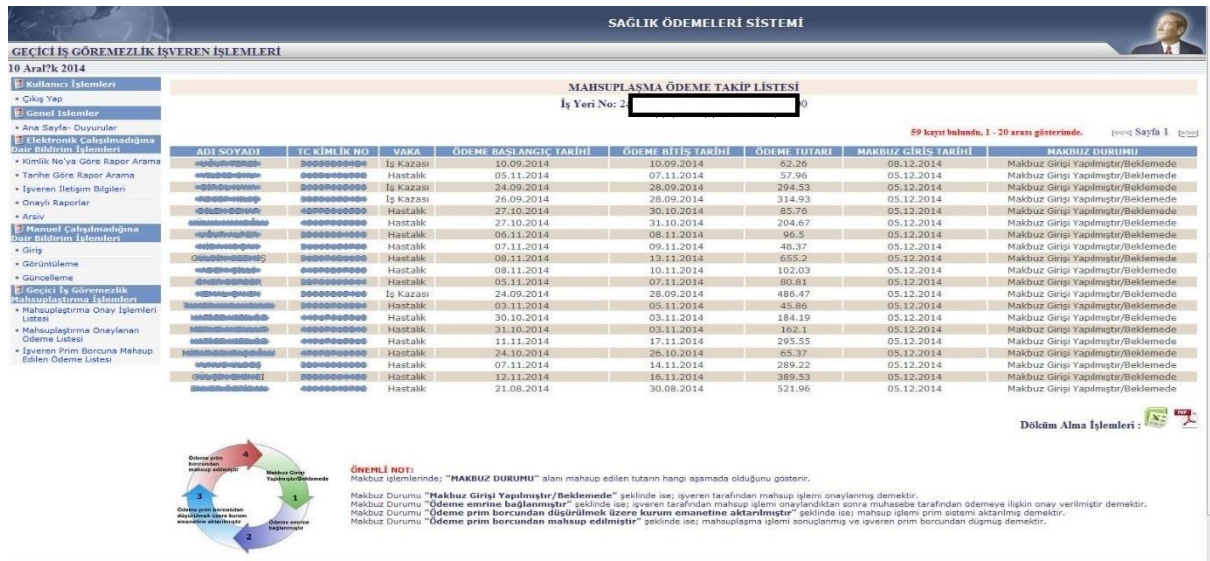 SAĞLIK ÖDEMELERİ SİSTEMİ
GEÇİCİ İŞ GÖREMEZLİK İŞVEREN İŞLEMLERİ
10 Aral?k 2014
Kullanıcı İşlemleri
• Çıkış Yap
Genel Islemler
• Ana Sayfa- Duyurular
Elektronik Çalışılmadığına Dair Bildirim İşlemleri
• Kimlik No'ya Göre Rapor Arama
• Tarihe Göre Rapor Arama
• İşveren İletişim Bilgileri
• Onaylı Raporlar
• Arşiv
Manuel Çalışılmadığına Dair Bildirim İşlemleri
• Giriş
• Görüntüleme
• Güncelleme
Geçici İş Göremezlik Mahsuplaştırma İşlemleri
• Mahsuplaştırma Onay İşlemleri Listesi
• Mahsuplaştırma Onaylanan Ödeme Listesi
• İşveren Prim Borcuna Mahsup Edilen Ödeme Listesi
MAHSUPLAŞMA ÖDEME TAKİP LİSTESİ
İş Yeri No: 2
59 kayıt bulundu, 1 - 20 arası gösterimde. [<<<] Sayfa 1 [>>>]
ADI SOYADI TC KİMLİK NO VAKA ÖDEME BAŞLANGIÇ TARİHİ ÖDEME BİTİŞ TARİHİ ÖDEME TUTARI MAKBUZ GİRİŞ TARİHİ MAKBUZ DURUMU
İş Kazası 10.09.2014 10.09.2014 62.26 08.12.2014 Makbuz Girişi Yapılmıştır/Beklemede
Hastalık 05.11.2014 07.11.2014 57.96 05.12.2014 Makbuz Girişi Yapılmıştır/Beklemede
İş Kazası 24.09.2014 28.09.2014 294.53 05.12.2014 Makbuz Girişi Yapılmıştır/Beklemede
İş Kazası 26.09.2014 28.09.2014 314.93 05.12.2014 Makbuz Girişi Yapılmıştır/Beklemede
Hastalık 27.10.2014 30.10.2014 85.76 05.12.2014 Makbuz Girişi Yapılmıştır/Beklemede
Hastalık 27.10.2014 31.10.2014 204.67 05.12.2014 Makbuz Girişi Yapılmıştır/Beklemede
Hastalık 06.11.2014 08.11.2014 96.5 05.12.2014 Makbuz Girişi Yapılmıştır/Beklemede
Hastalık 07.11.2014 09.11.2014 48.37 05.12.2014 Makbuz Girişi Yapılmıştır/Beklemede
Hastalık 08.11.2014 13.11.2014 655.2 05.12.2014 Makbuz Girişi Yapılmıştır/Beklemede
Hastalık 08.11.2014 10.11.2014 102.03 05.12.2014 Makbuz Girişi Yapılmıştır/Beklemede
Hastalık 05.11.2014 07.11.2014 80.81 05.12.2014 Makbuz Girişi Yapılmıştır/Beklemede
İş Kazası 24.09.2014 28.09.2014 486.47 05.12.2014 Makbuz Girişi Yapılmıştır/Beklemede
Hastalık 03.11.2014 05.11.2014 45.86 05.12.2014 Makbuz Girişi Yapılmıştır/Beklemede
Hastalık 30.10.2014 03.11.2014 184.19 05.12.2014 Makbuz Girişi Yapılmıştır/Beklemede
Hastalık 31.10.2014 03.11.2014 162.1 05.12.2014 Makbuz Girişi Yapılmıştır/Beklemede
Hastalık 11.11.2014 17.11.2014 295.55 05.12.2014 Makbuz Girişi Yapılmıştır/Beklemede
Hastalık 24.10.2014 26.10.2014 65.37 05.12.2014 Makbuz Girişi Yapılmıştır/Beklemede
Hastalık 07.11.2014 14.11.2014 289.22 05.12.2014 Makbuz Girişi Yapılmıştır/Beklemede
Hastalık 12.11.2014 16.11.2014 389.53 05.12.2014 Makbuz Girişi Yapılmıştır/Beklemede
Hastalık 21.08.2014 30.08.2014 521.96 05.12.2014 Makbuz Girişi Yapılmıştır/Beklemede
Döküm Alma İşlemleri :
Ödeme prim borcundan mahsup edilmiştir 4
Makbuz Girişi Yapılmıştır/Beklemede 1
3 Ödeme prim borcundan düşürülmek üzere kurum emanetine aktarılmıştır
Ödeme emrine bağlanmıştır 2
ÖNEMLİ NOT:
Makbuz işlemlerinde; "MAKBUZ DURUMU" alanı mahsup edilen tutarın hangi aşamada olduğunu gösterir.
Makbuz Durumu "Makbuz Girişi Yapılmıştır/Beklemede" şeklinde ise; işveren tarafından mahsup işlemi onaylanmış demektir.
Makbuz Durumu "Ödeme emrine bağlanmıştır" şeklinde ise; işveren tarafından mahsup işlemi onaylandıktan sonra muhasebe tarafından ödemeye ilişkin onay verilmiştir demektir.
Makbuz Durumu "Ödeme prim borcundan düşürülmek üzere kurum emanetine aktarılmıştır" şeklinde ise; mahsup işlemi prim sistemi aktarılmış demektir.
Makbuz Durumu "Ödeme prim borcundan mahsup edilmiştir" şeklinde ise; mahsuplaşma işlemi sonuçlanmış ve işveren prim borcundan düşmüş demektir.